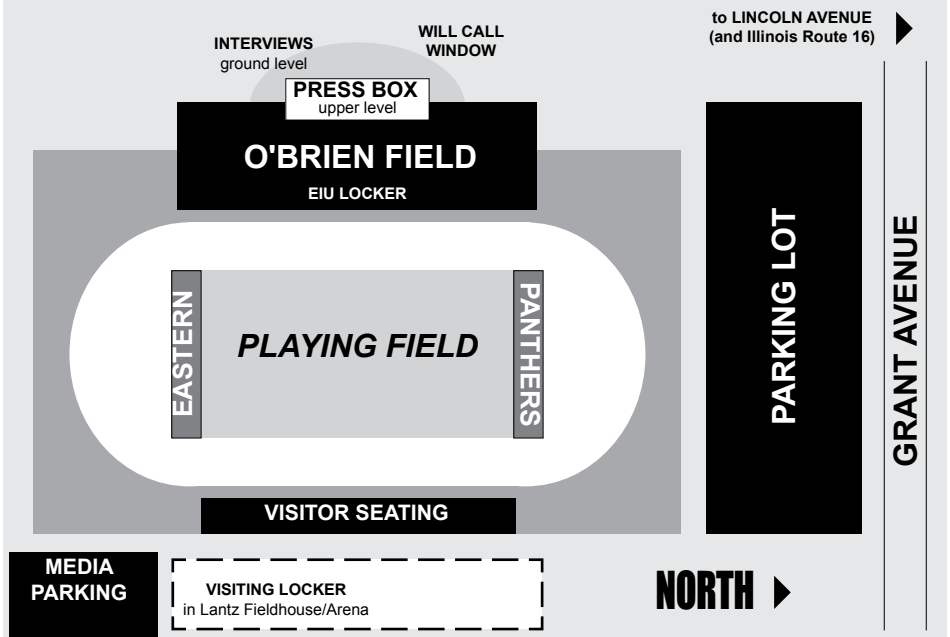 to LINCOLN AVENUE
(and Illinois Route 16)
WILL CALL
WINDOW
INTERVIEWS
ground level
PRESS BOX
upper level
O'BRIEN FIELD
EIU LOCKER
EASTERN
PLAYING FIELD
PANTHERS
PARKING LOT
GRANT AVENUE
VISITOR SEATING
MEDIA
PARKING
VISITING LOCKER
in Lantz Fieldhouse/Arena
NORTH